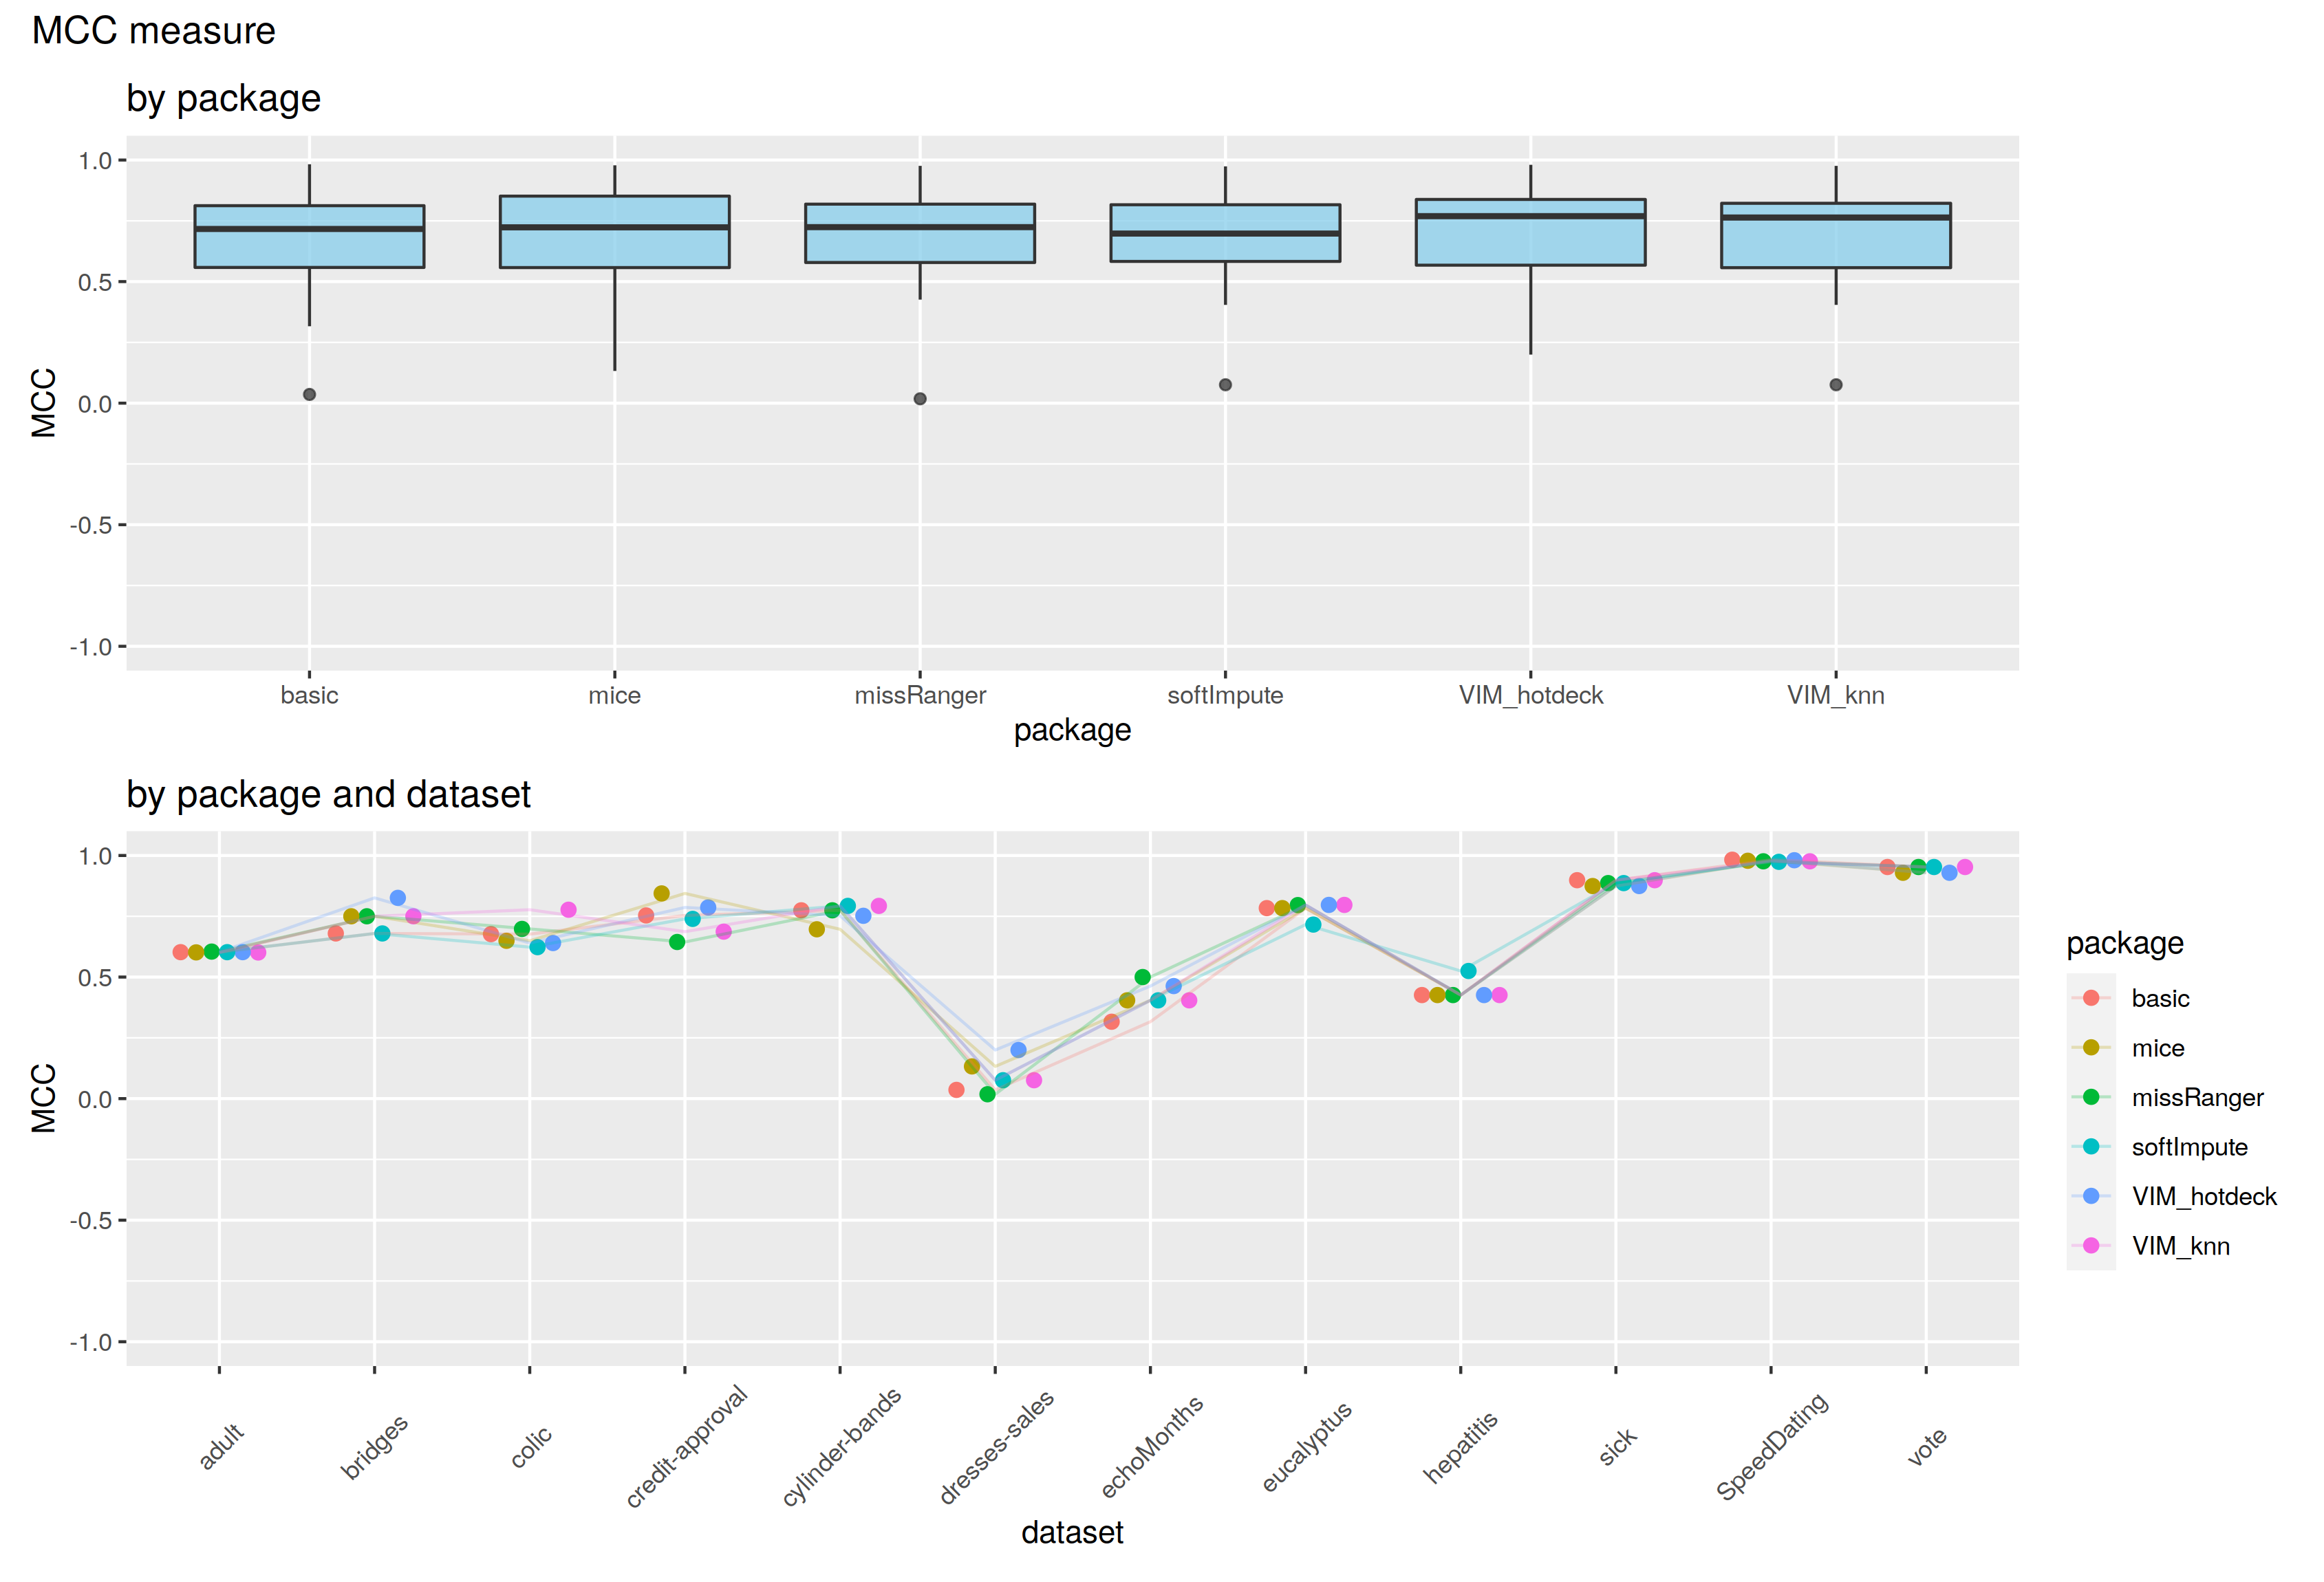 MCC measure
by package
1.0
0.5
0.0
-0.5
-1.0
MCC
basic mice missRanger softImpute VIM_hotdeck VIM_knn
package
by package and dataset
1.0
0.5
0.0
-0.5
-1.0
MCC
adult bridges colic credit-approval cylinder-bands dresses-sales echoMonths eucalyptus hepatitis sick SpeedDating vote
dataset
package
basic
mice
missRanger
softImpute
VIM_hotdeck
VIM_knn